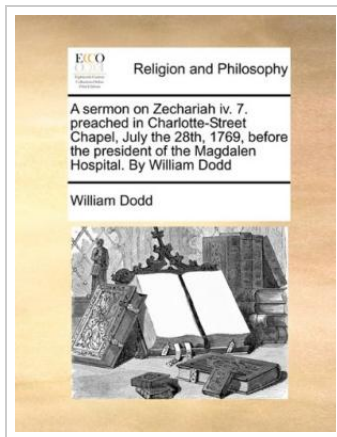 ECCO
Religion and Philosophy
A sermon on Zechariah iv. 7.
preached in Charlotte-Street
Chapel, July the 28th, 1769, before
the president of the Magdalen
Hospital. By William Dodd
William Dodd